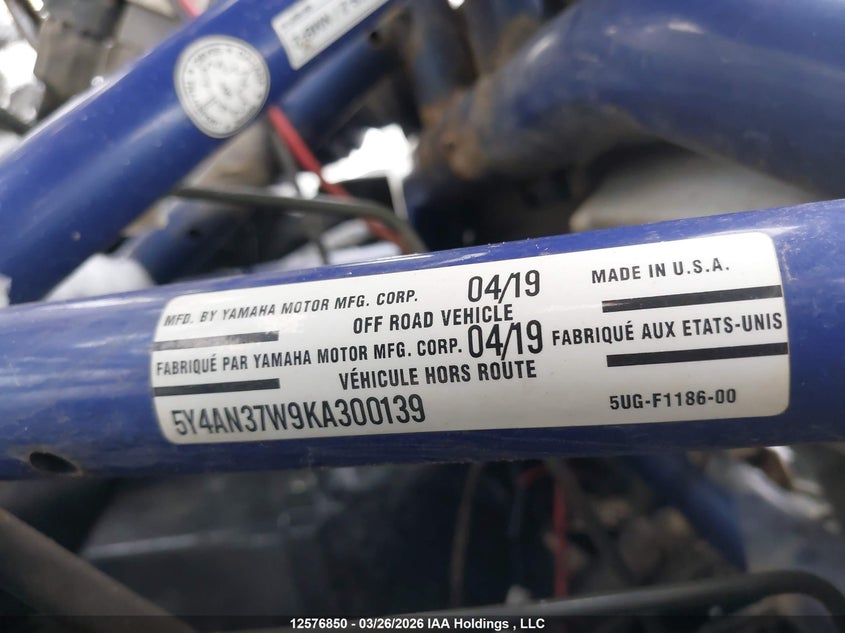 MFD. BY YAMAHA MOTOR MFG. CORP. 04/19 MADE IN U.S.A.
OFF ROAD VEHICLE
FABRIQUÉ PAR YAMAHA MOTOR MFG. CORP. 04/19 FABRIQUÉ AUX ETATS-UNIS
VÉHICULE HORS ROUTE
5Y4AN37W9KA300139 5UG-F1186-00
12576850 - 03/26/2026 IAA Holdings , LLC